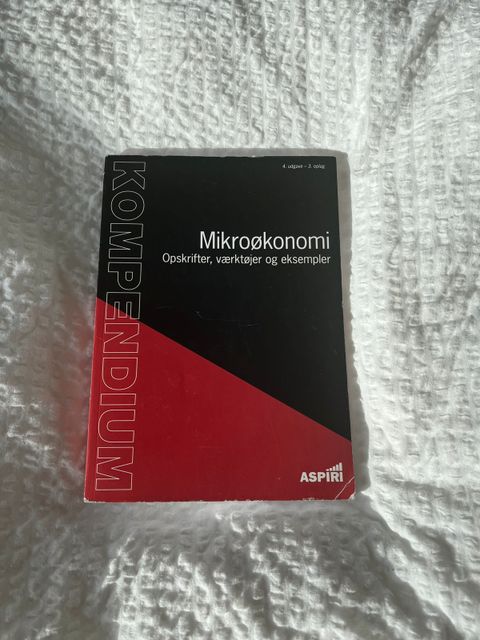 4. udgave – 3. oplag
KOMPENDIUM
Mikroøkonomi
Opskrifter, værktøjer og eksempler
ASPIRI